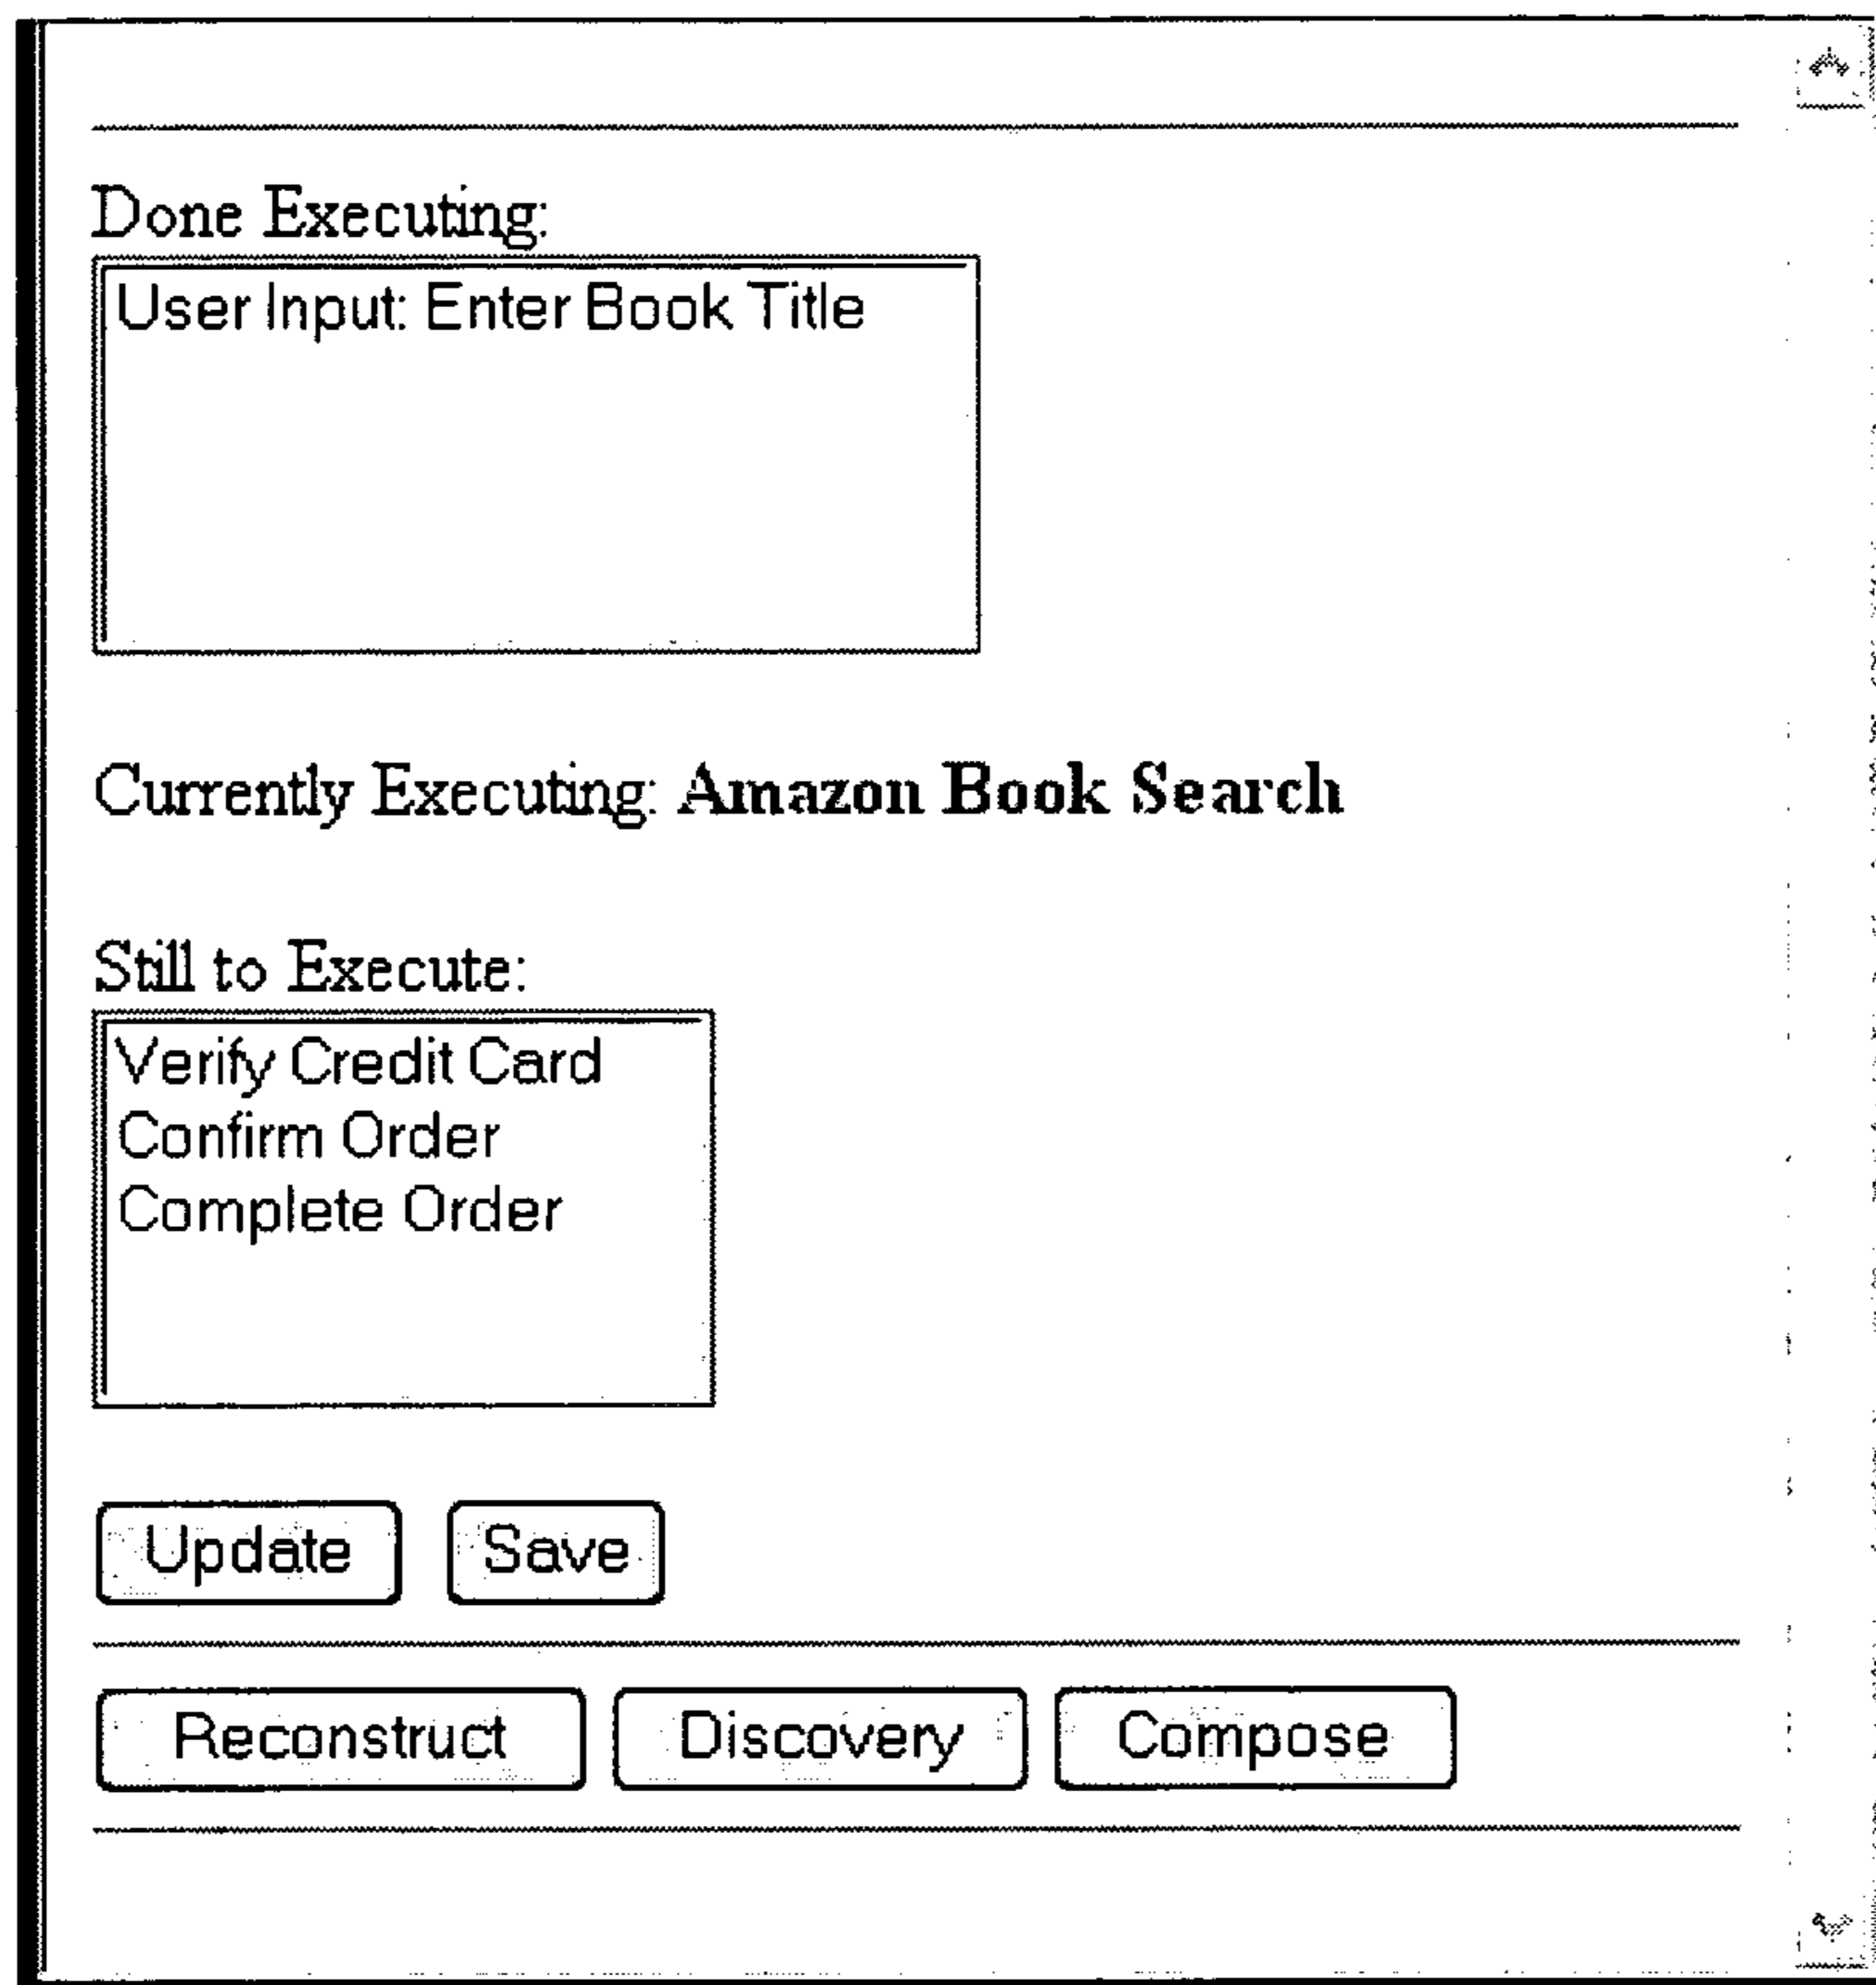 Done Executing:
User Input: Enter Book Title
Currently Executing: Amazon Book Search
Still to Execute:
Verify Credit Card
Confirm Order
Complete Order
Update Save
Reconstruct Discovery Compose